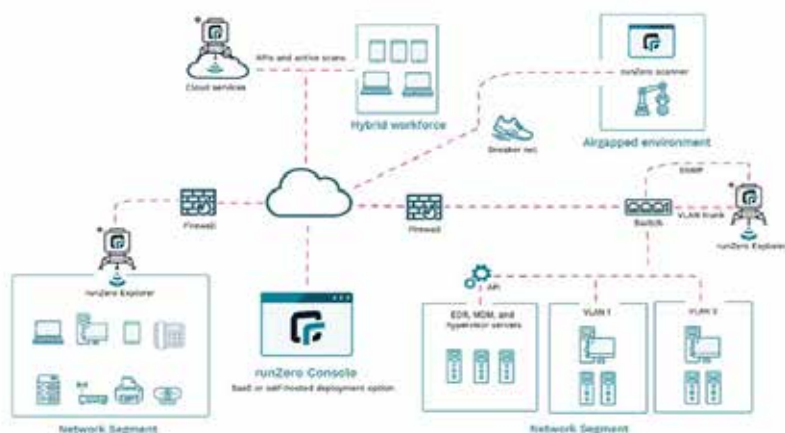 APIs and active scans
Cloud services
runZero scanner
Hybrid workforce
Airgapped environment
Sneaker net
SNMP
Firewall
Firewall
Switch
VLAN trunk
runZero Explorer
runZero Explorer
API
EDR, MDM, and
hypervisor servers
VLAN 1
VLAN 2
runZero Console
SaaS or self-hosted deployment option
Network Segment
Network Segment